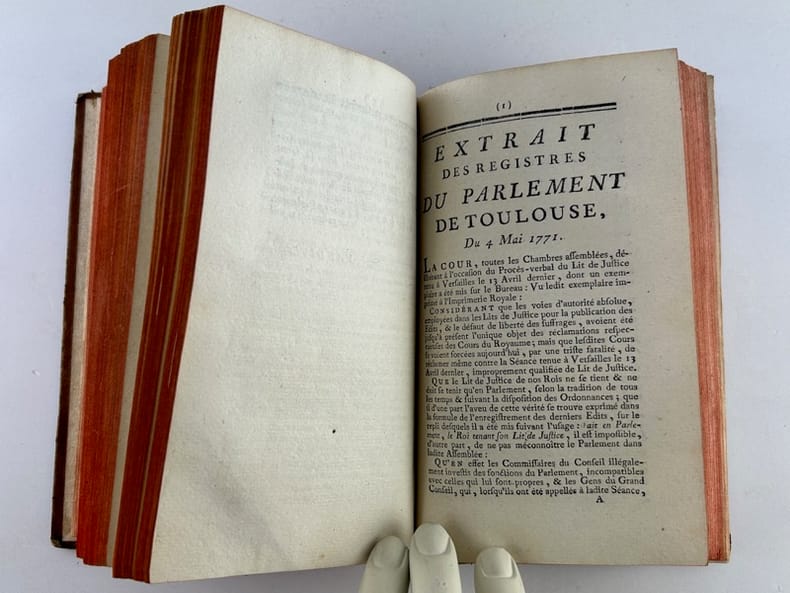 (1)
EXTRAIT
DES REGISTRES
DU PARLEMENT
DE TOULOUSE,
Du 4 Mai 1771.
LA COUR, toutes les Chambres assemblées, dé-
libérant à l'occasion du Procès-verbal du Lit de Justice
tenu à Versailles le 13 Avril dernier, dont un exem-
plaire a été mis sur le Bureau : Vu ledit exemplaire im-
primé à l'Imprimerie Royale :
CONSIDÉRANT que les voies d'autorité absolue,
employées dans les Lits de Justice pour la publication des
Edits, & le défaut de liberté des suffrages, avoient été
jusqu'à présent l'unique objet des réclamations respec-
tueuses des Cours du Royaume; mais que lesdites Cours
se voient forcées aujourd'hui, par une triste fatalité, de
réclamer même contre la Séance tenue à Versailles le 13
Avril dernier, improprement qualifiée de Lit de Justice.
QUE le Lit de Justice de nos Rois ne se tient & ne
doit se tenir qu'en Parlement, selon la tradition de tous
les temps & suivant la disposition des Ordonnances; que
si d'une part l'aveu de cette vérité se trouve exprimé dans
la formule de l'enregistrement des derniers Edits, sur le
repli desquels il a été mis suivant l'usage : Fait en Parle-
ment, le Roi tenant son Lit de Justice, il est impossible,
d'autre part, de ne pas méconnoître le Parlement dans
ladite Assemblée :
QU'EN effet les Commissaires du Conseil illégale-
ment investis des fonctions du Parlement, incompatibles
avec celles qui lui sont propres, & les Gens du Grand
Conseil, qui, lorsqu'ils ont été appellés à ladite Séance,
A